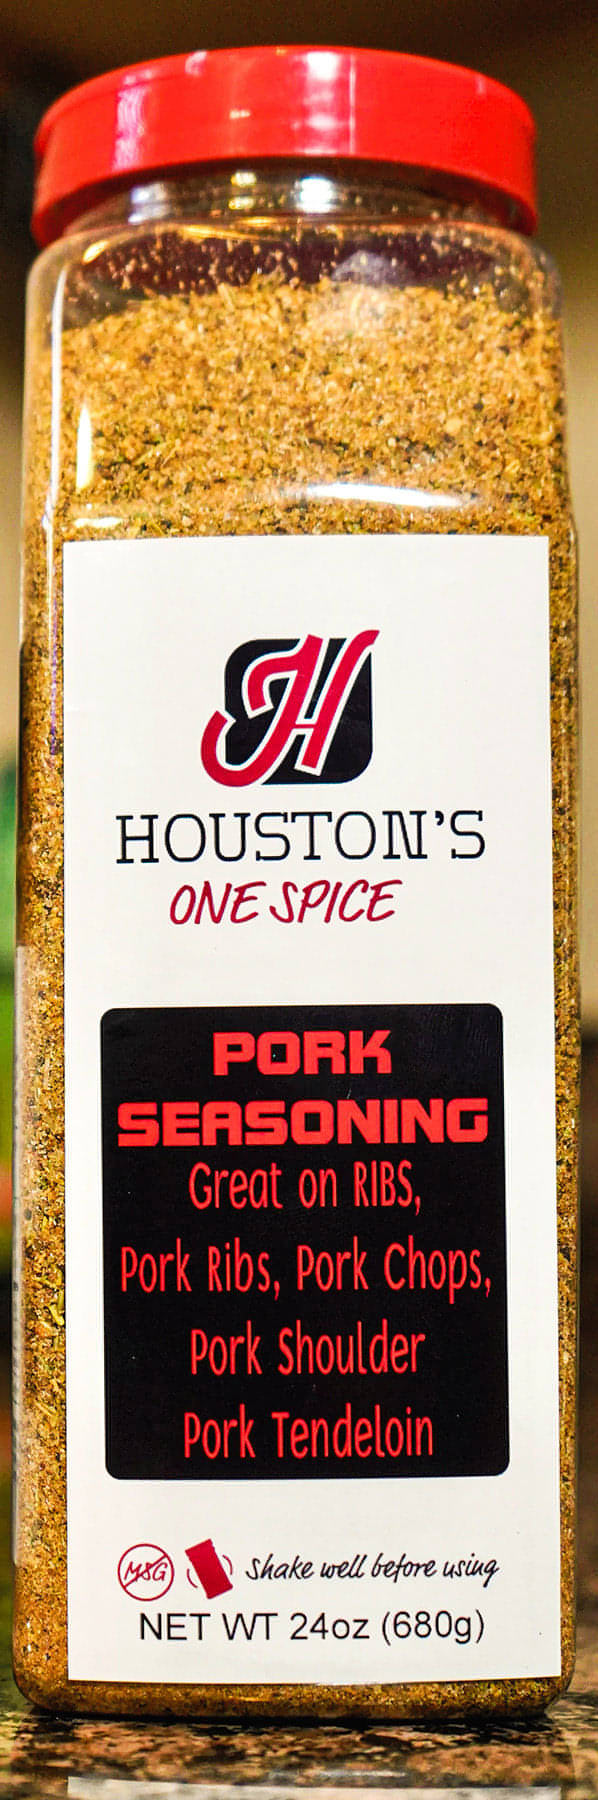 H
HOUSTON'S
ONE SPICE
PORK
SEASONING
Great on RIBS,
Pork Ribs, Pork Chops,
Pork Shoulder
Pork Tendeloin
MSG
Shake well before using
NET WT 24oz (680g)